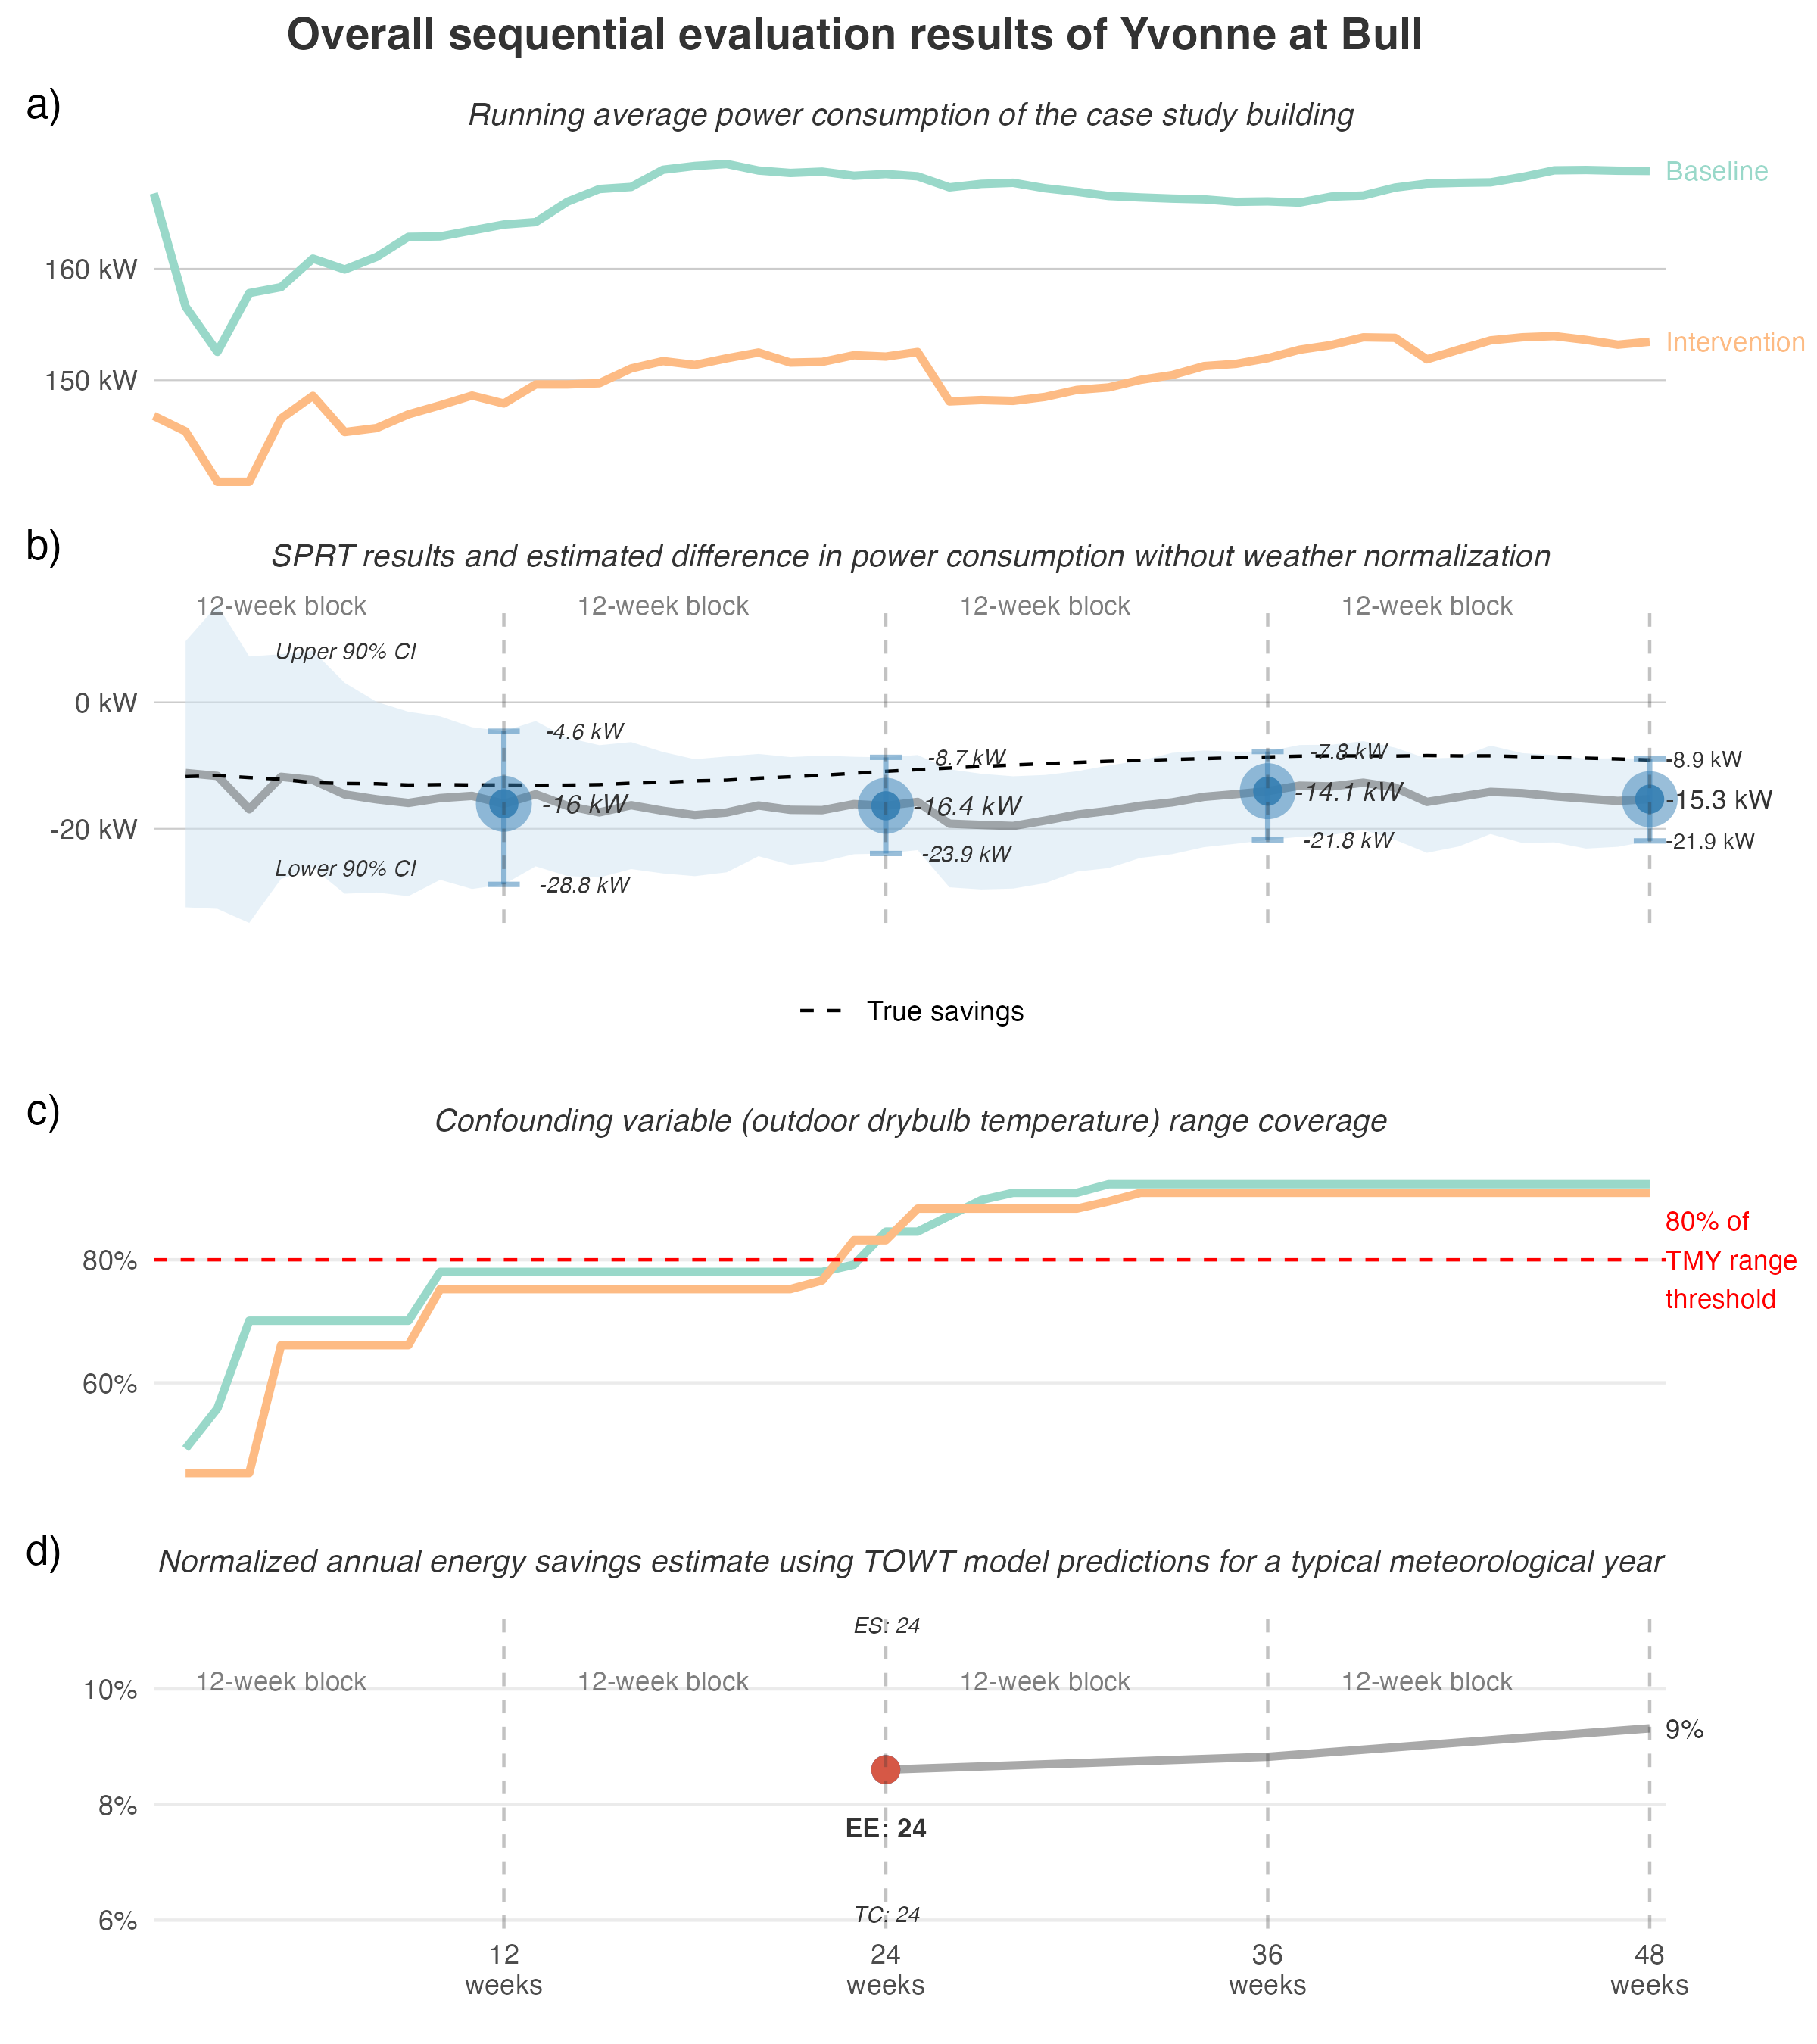 Overall sequential evaluation results of Yvonne at Bull
a)
Running average power consumption of the case study building
Baseline
160 kW
Intervention
150 kW
b)
SPRT results and estimated difference in power consumption without weather normalization
12-week block 12-week block 12-week block 12-week block
Upper 90% CI
0 kW
-4.6 kW
-8.7 kW
-7.8 kW
-8.9 kW
-16 kW
-16.4 kW
-14.1 kW
-15.3 kW
-20 kW
-23.9 kW
-21.8 kW
-21.9 kW
Lower 90% CI
-28.8 kW
True savings
c)
Confounding variable (outdoor drybulb temperature) range coverage
80%
80% of
TMY range
threshold
60%
d)
Normalized annual energy savings estimate using TOWT model predictions for a typical meteorological year
ES: 24
12-week block 12-week block 12-week block 12-week block
10%
9%
8%
EE: 24
TC: 24
6%
12 24 36 48
weeks weeks weeks weeks